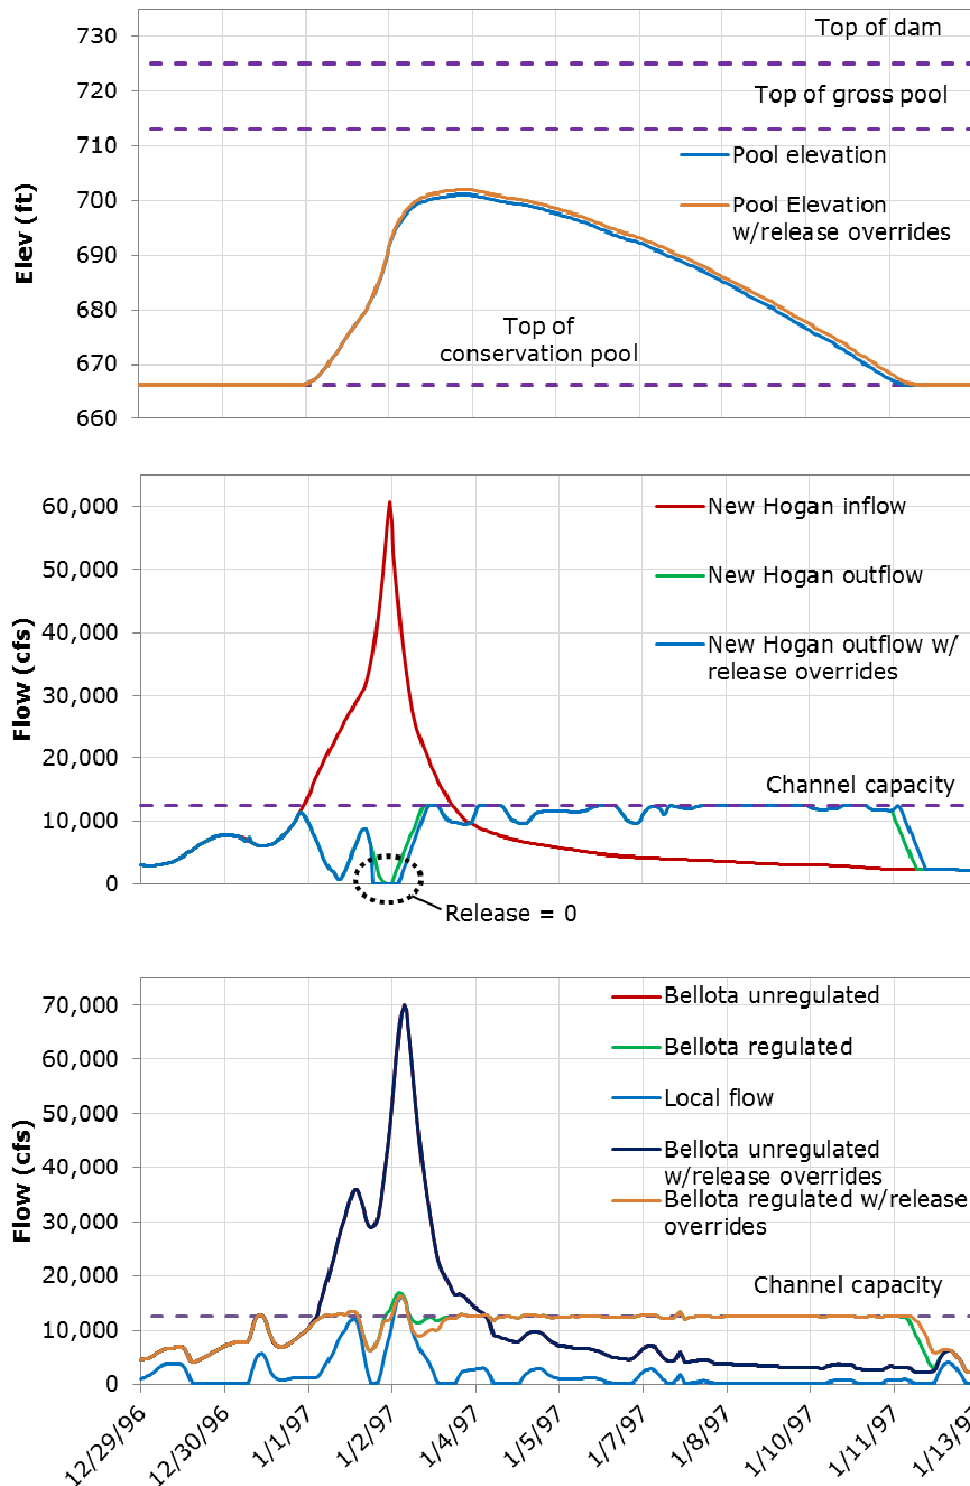 730
720
710
700
690
680
670
660
Elev (ft)
Top of dam
Top of gross pool
Pool elevation
Pool Elevation
w/release overrides
Top of
conservation pool
60,000
50,000
40,000
30,000
20,000
10,000
0
Flow (cfs)
New Hogan inflow
New Hogan outflow
New Hogan outflow w/
release overrides
Channel capacity
Release = 0
70,000
60,000
50,000
40,000
30,000
20,000
10,000
0
Flow (cfs)
Bellota unregulated
Bellota regulated
Local flow
Bellota unregulated
w/release overrides
Bellota regulated w/release
overrides
Channel capacity
12/29/96
12/30/96
1/1/97
1/2/97
1/4/97
1/5/97
1/7/97
1/8/97
1/10/97
1/11/97
1/13/9